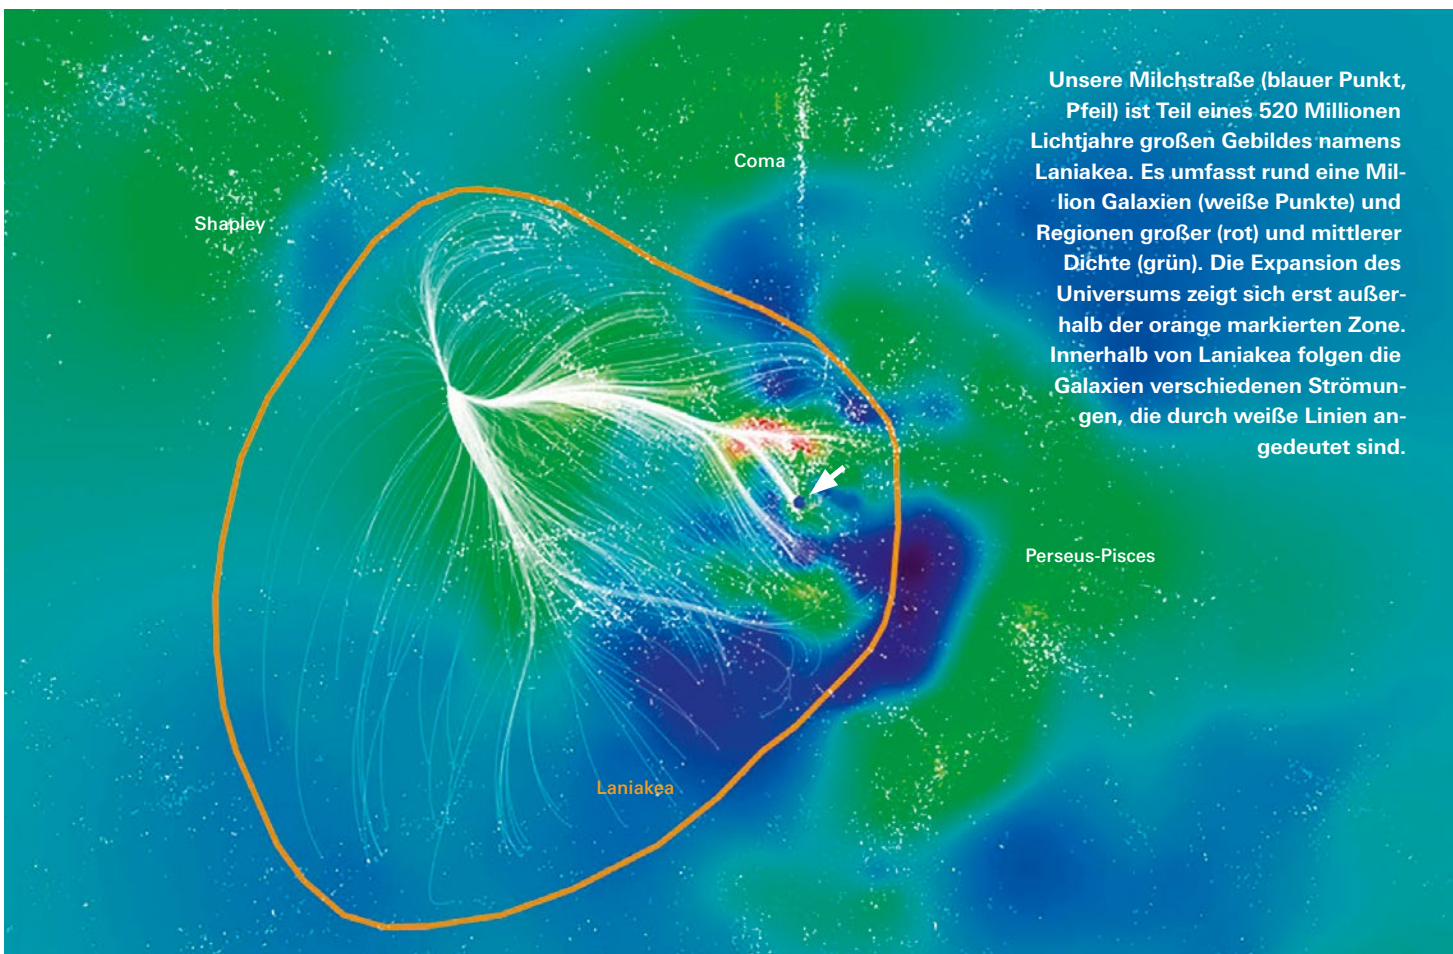 Unsere Milchstraße (blauer Punkt,
Pfeil) ist Teil eines 520 Millionen
Lichtjahre großen Gebildes namens
Laniakea. Es umfasst rund eine Mil-
lion Galaxien (weiße Punkte) und
Regionen großer (rot) und mittlerer
Dichte (grün). Die Expansion des
Universums zeigt sich erst außer-
halb der orange markierten Zone.
Innerhalb von Laniakea folgen die
Galaxien verschiedenen Strömun-
gen, die durch weiße Linien an-
gedeutet sind.
Coma
Shapley
Perseus-Pisces
Laniakea